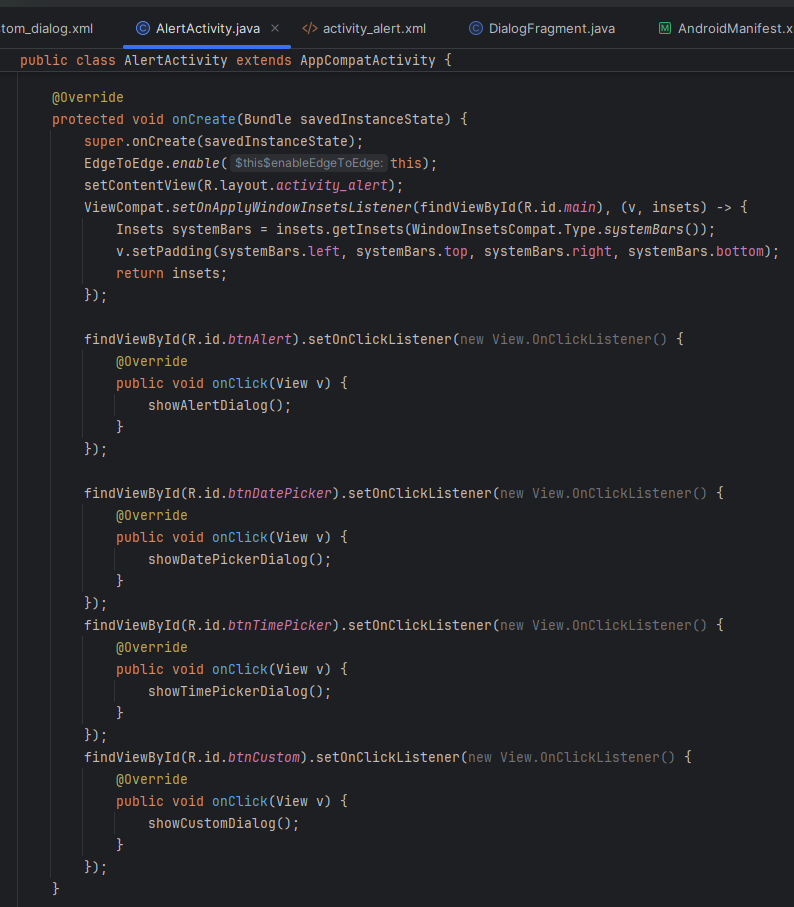 tom_dialog.xml AlertActivity.java activity_alert.xml DialogFragment.java AndroidManifest.x
public class AlertActivity extends AppCompatActivity {
@Override
protected void onCreate(Bundle savedInstanceState) {
super.onCreate(savedInstanceState);
EdgeToEdge.enable( $this$enableEdgeToEdge: this);
setContentView(R.layout.activity_alert);
ViewCompat.setOnApplyWindowInsetsListener(findViewById(R.id.main), (v, insets) -> {
Insets systemBars = insets.getInsets(WindowInsetsCompat.Type.systemBars());
v.setPadding(systemBars.left, systemBars.top, systemBars.right, systemBars.bottom);
return insets;
});
findViewById(R.id.btnAlert).setOnClickListener(new View.OnClickListener() {
@Override
public void onClick(View v) {
showAlertDialog();
}
});
findViewById(R.id.btnDatePicker).setOnClickListener(new View.OnClickListener() {
@Override
public void onClick(View v) {
showDatePickerDialog();
}
});
findViewById(R.id.btnTimePicker).setOnClickListener(new View.OnClickListener() {
@Override
public void onClick(View v) {
showTimePickerDialog();
}
});
findViewById(R.id.btnCustom).setOnClickListener(new View.OnClickListener() {
@Override
public void onClick(View v) {
showCustomDialog();
}
});
}